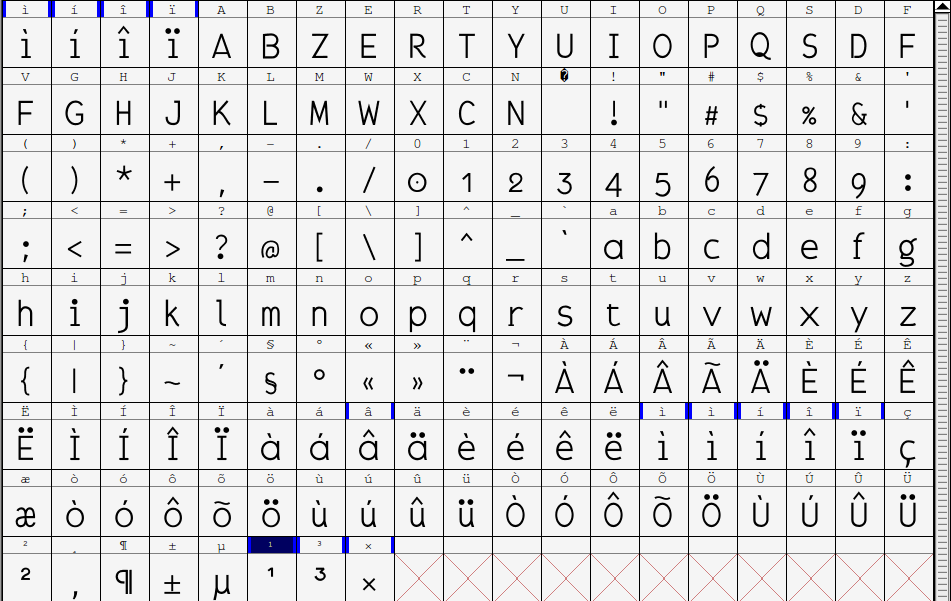 ì í î ï A B Z E R T Y U I O P Q S D F
ì í î ï A B Z E R T Y U I O P Q S D F
V G H J K L M W X C N � ! " # $ % & '
F G H J K L M W X C N ! " # $ % & '
( ) * + , - . / 0 1 2 3 4 5 6 7 8 9 :
( ) * + , - . / 0 1 2 3 4 5 6 7 8 9 :
; < = > ? @ [ \ ] ^ _ ` a b c d e f g
; < = > ? @ [ \ ] ^ _ ` a b c d e f g
h i j k l m n o p q r s t u v w x y z
h i j k l m n o p q r s t u v w x y z
{ | } ~ ´ § ° « » ¨ ¬ À Á Â Ã Ä È É Ê
{ | } ~ ´ § ° « » ¨ ¬ À Á Â Ã Ä È É Ê
Ë Ì Í Î Ï à á â ä è é ê ë ì ì í î ï ç
Ë Ì Í Î Ï à á â ä è é ê ë ì ì í î ï ç
æ ò ó ô õ ö ù ú û ü Ò Ó Ô Õ Ö Ù Ú Û Ü
æ ò ó ô õ ö ù ú û ü Ò Ó Ô Õ Ö Ù Ú Û Ü
² ¸ ¶ ± µ ¹ ³ ×
² ¸ ¶ ± µ ¹ ³ ×